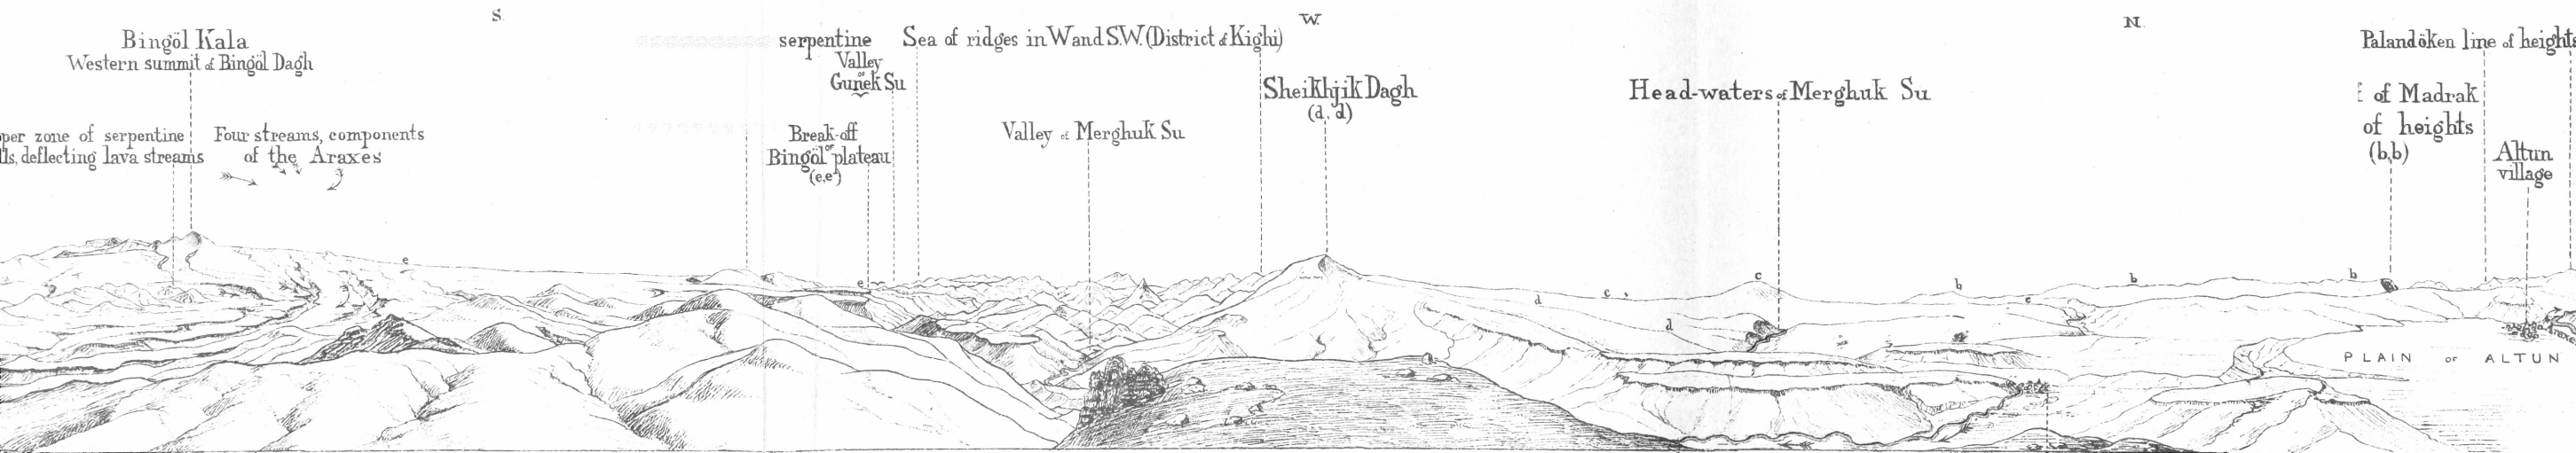 S.
W.
N.
Bingöl Kala
Western summit of Bingöl Dagh
per zone of serpentine
lls, deflecting lava streams
Four streams, components
of the Araxes
serpentine
Valley
of
Gunek Su
Break-off
of
Bingöl plateau
(e,e)
Sea of ridges in W and S.W. (District of Kighi)
Valley of Merghuk Su
Sheikhjik Dagh
(d, d)
Head-waters of Merghuk Su
Palandöken line of heights
of Madrak
of heights
(b,b)
Altun
village
e
e
d
d
c
c
b
e
b
b
PLAIN OF ALTUN